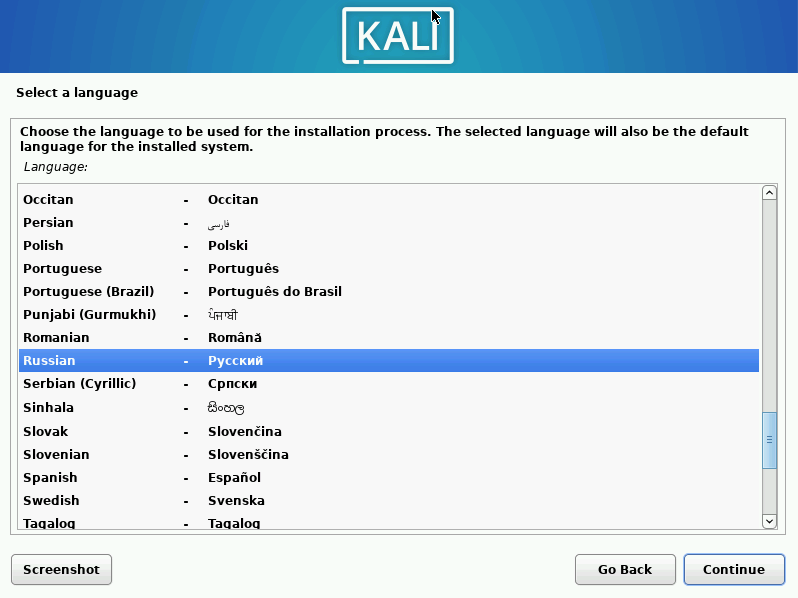 KALI
Select a language
Choose the language to be used for the installation process. The selected language will also be the default
language for the installed system.
Language:
Occitan - Occitan
Persian - فارسی
Polish - Polski
Portuguese - Português
Portuguese (Brazil) - Português do Brasil
Punjabi (Gurmukhi) - ਪੰਜਾਬੀ
Romanian - Română
Russian - Русский
Serbian (Cyrillic) - Српски
Sinhala - සිංහල
Slovak - Slovenčina
Slovenian - Slovenščina
Spanish - Español
Swedish - Svenska
Tagalog - Tagalog
Screenshot Go Back Continue